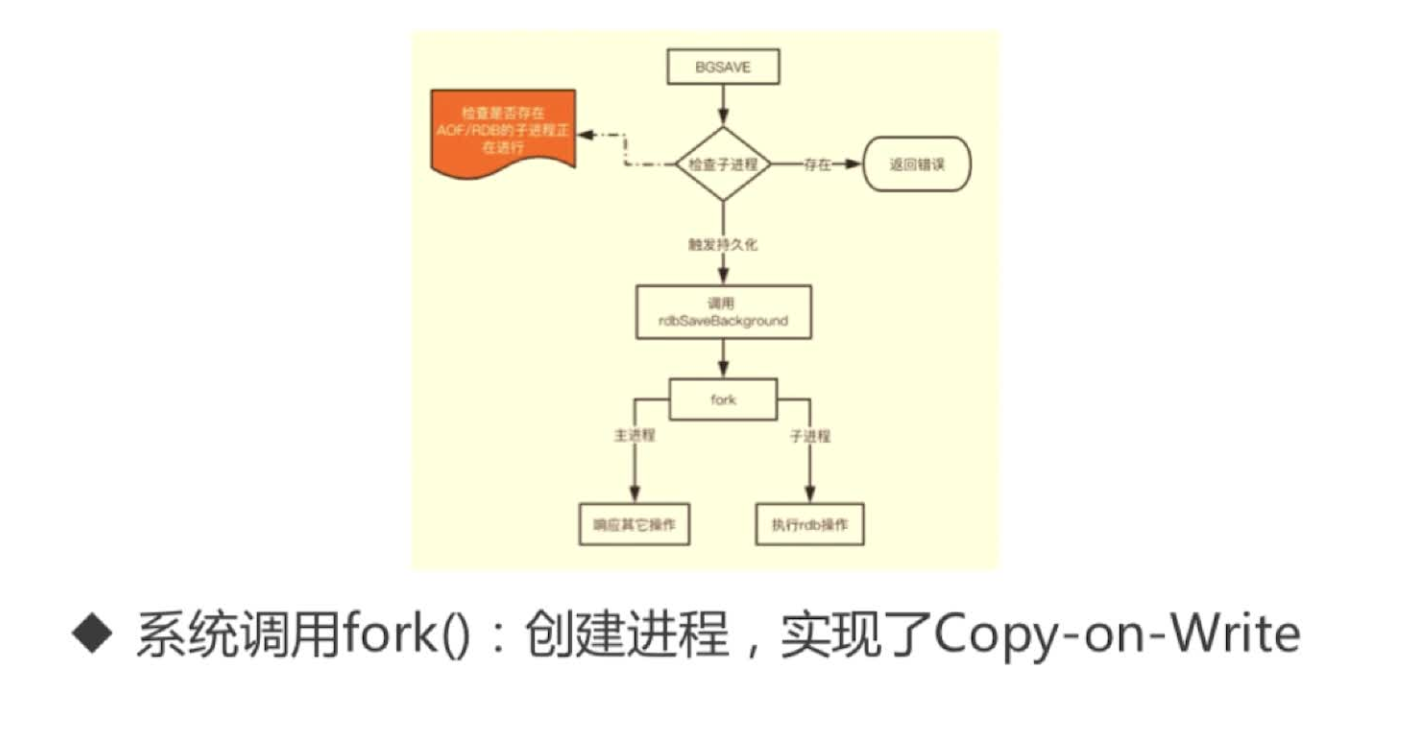 BGSAVE
检查是否存在
AOF/RDB的子进程正
在进行
检查子进程
存在
返回错误
触发持久化
调用
rdbSaveBackground
fork
主进程
子进程
响应其它操作
执行rdb操作
◆ 系统调用fork()：创建进程，实现了Copy-on-Write